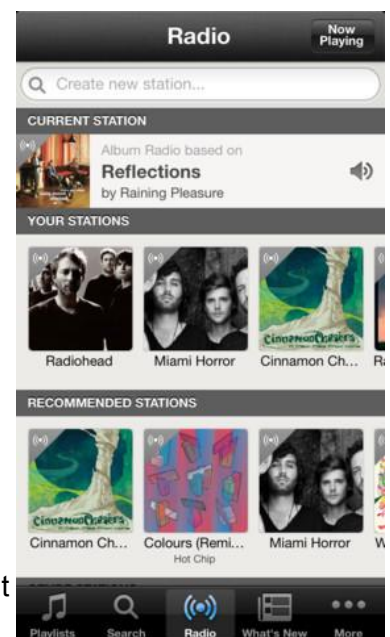 Radio
Now
Playing
Create new station...
CURRENT STATION
Album Radio based on
Reflections
by Raining Pleasure
YOUR STATIONS
Radiohead
Miami Horror
Cinnamon Ch...
CinnamonChasers
RECOMMENDED STATIONS
CinnamonChasers
Cinnamon Ch...
Colours (Remi...
Hot Chip
Miami Horror
W
t
Playlists
Search
Radio
What's New
More